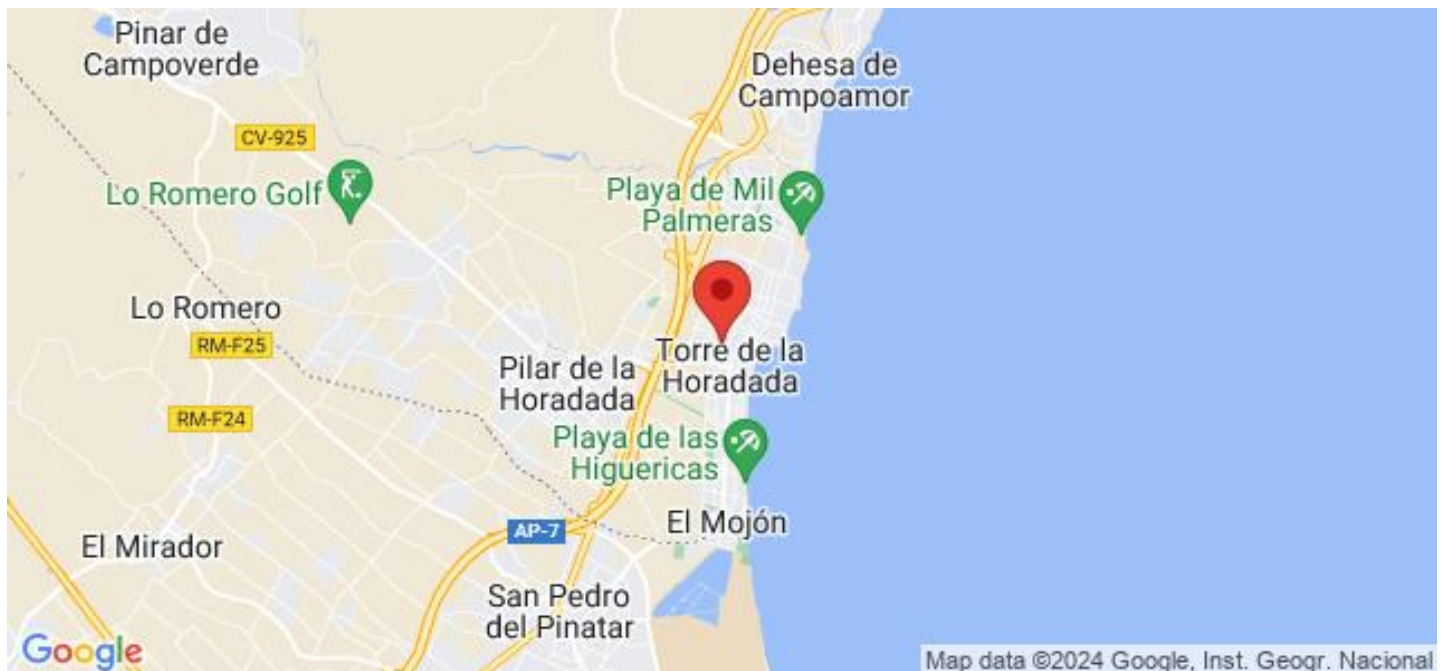 Pinar de
Campoverde
Dehesa de
Campoamor
CV-925
Lo Romero Golf
Playa de Mil
Palmeras
Lo Romero
RM-F25
Torre de la
Horadada
Pilar de la
Horadada
RM-F24
Playa de las
Higuericas
El Mojón
AP-7
El Mirador
San Pedro
del Pinatar
Google
Map data ©2024 Google, Inst. Geogr. Nacional